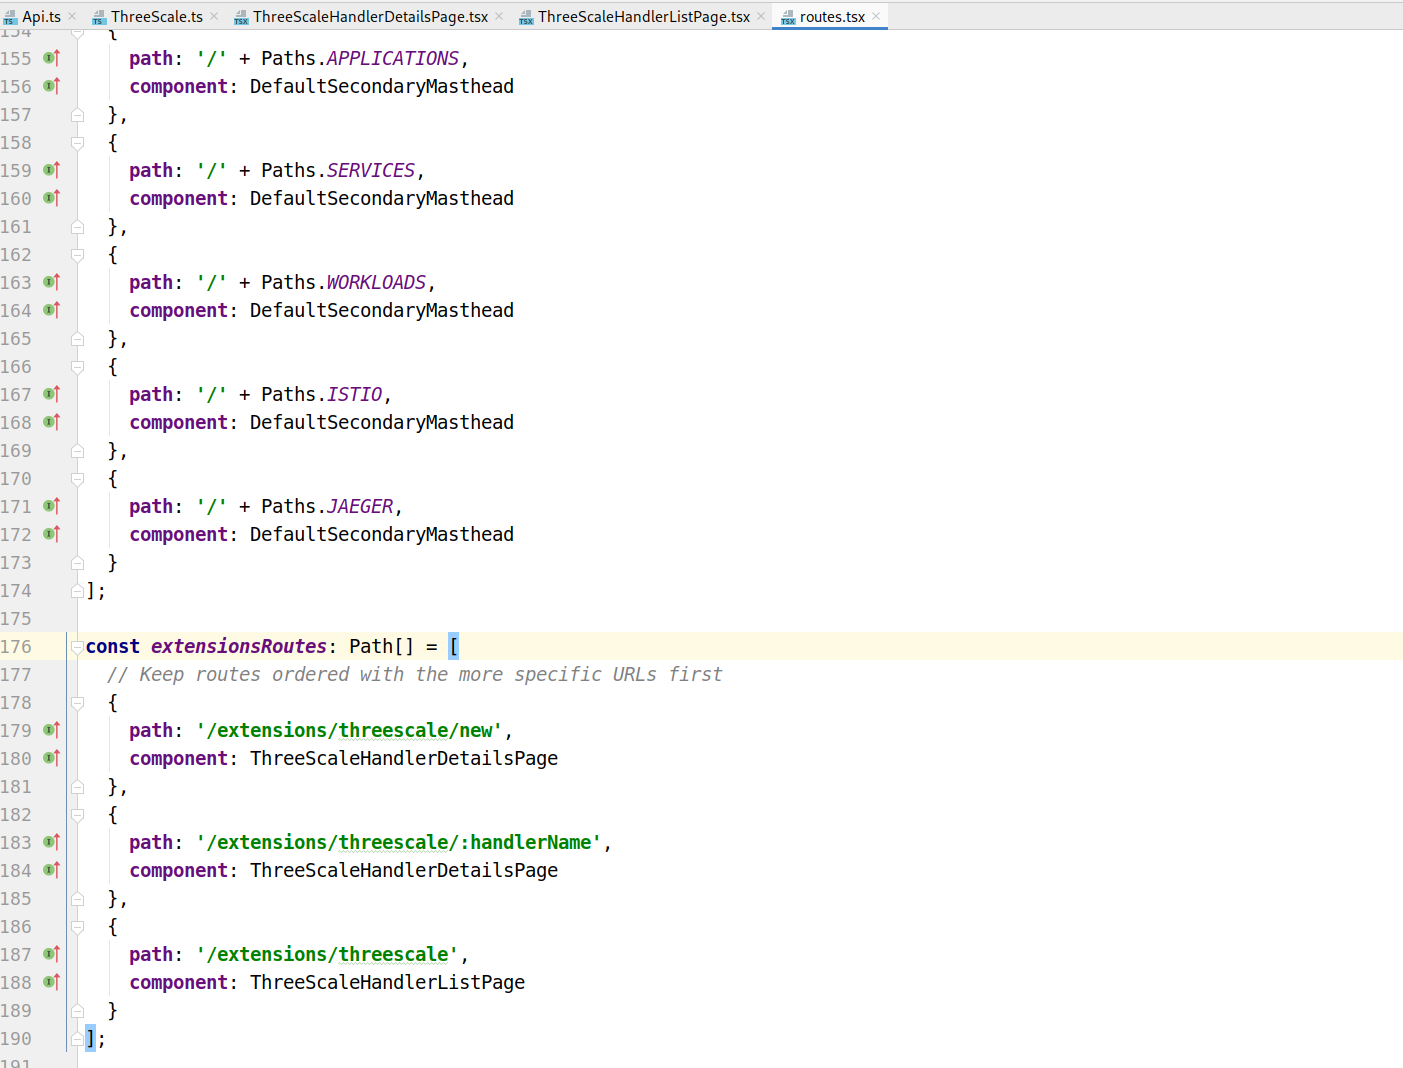 Api.ts × ThreeScale.ts × ThreeScaleHandlerDetailsPage.tsx × ThreeScaleHandlerListPage.tsx × routes.tsx ×
154   {
155     path: '/' + Paths.APPLICATIONS,
156     component: DefaultSecondaryMasthead
157   },
158   {
159     path: '/' + Paths.SERVICES,
160     component: DefaultSecondaryMasthead
161   },
162   {
163     path: '/' + Paths.WORKLOADS,
164     component: DefaultSecondaryMasthead
165   },
166   {
167     path: '/' + Paths.ISTIO,
168     component: DefaultSecondaryMasthead
169   },
170   {
171     path: '/' + Paths.JAEGER,
172     component: DefaultSecondaryMasthead
173   }
174 ];
175
176 const extensionsRoutes: Path[] = [
177   // Keep routes ordered with the more specific URLs first
178   {
179     path: '/extensions/threescale/new',
180     component: ThreeScaleHandlerDetailsPage
181   },
182   {
183     path: '/extensions/threescale/:handlerName',
184     component: ThreeScaleHandlerDetailsPage
185   },
186   {
187     path: '/extensions/threescale',
188     component: ThreeScaleHandlerListPage
189   }
190 ];
191